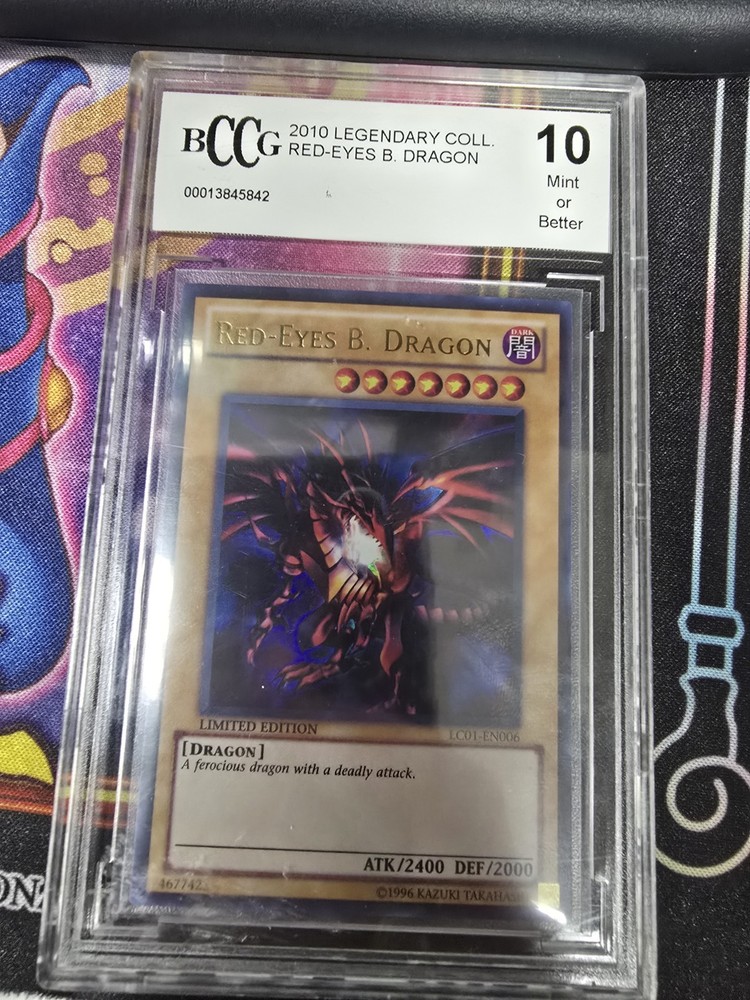 BCCG
2010 LEGENDARY COLL.
RED-EYES B. DRAGON
10
Mint
or
Better
00013845842
RED-EYES B. DRAGON
DARK
闇
LIMITED EDITION
LC01-EN006
[DRAGON]
A ferocious dragon with a deadly attack.
ATK/2400 DEF/2000
©1996 KAZUKI